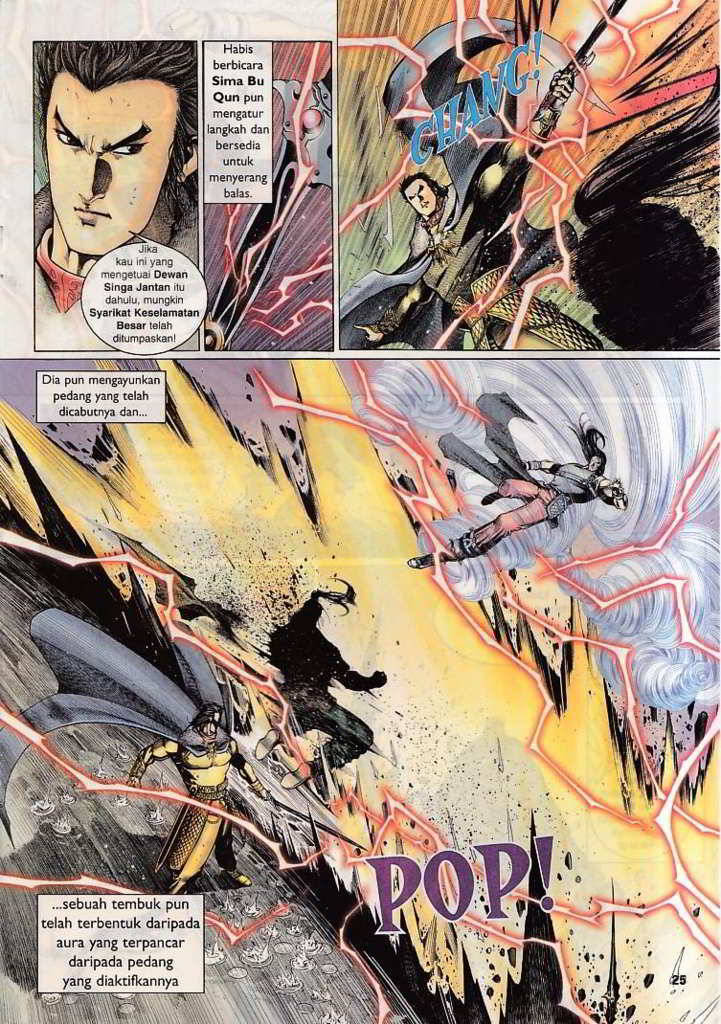 Jika
kau ini yang
mengetuai Dewan
Singa Jantan itu
dahulu, mungkin
Syarikat Keselamatan
Besar telah
ditumpaskan!
Habis
berbicara
Sima Bu
Qun pun
mengatur
langkah dan
bersedia
untuk
menyerang
balas.
CHANG!
Dia pun mengayunkan
pedang yang telah
dicabutnya dan...
POP!
...sebuah tembuk pun
telah terbentuk daripada
aura yang terpancar
daripada pedang
yang diaktifkannya
25